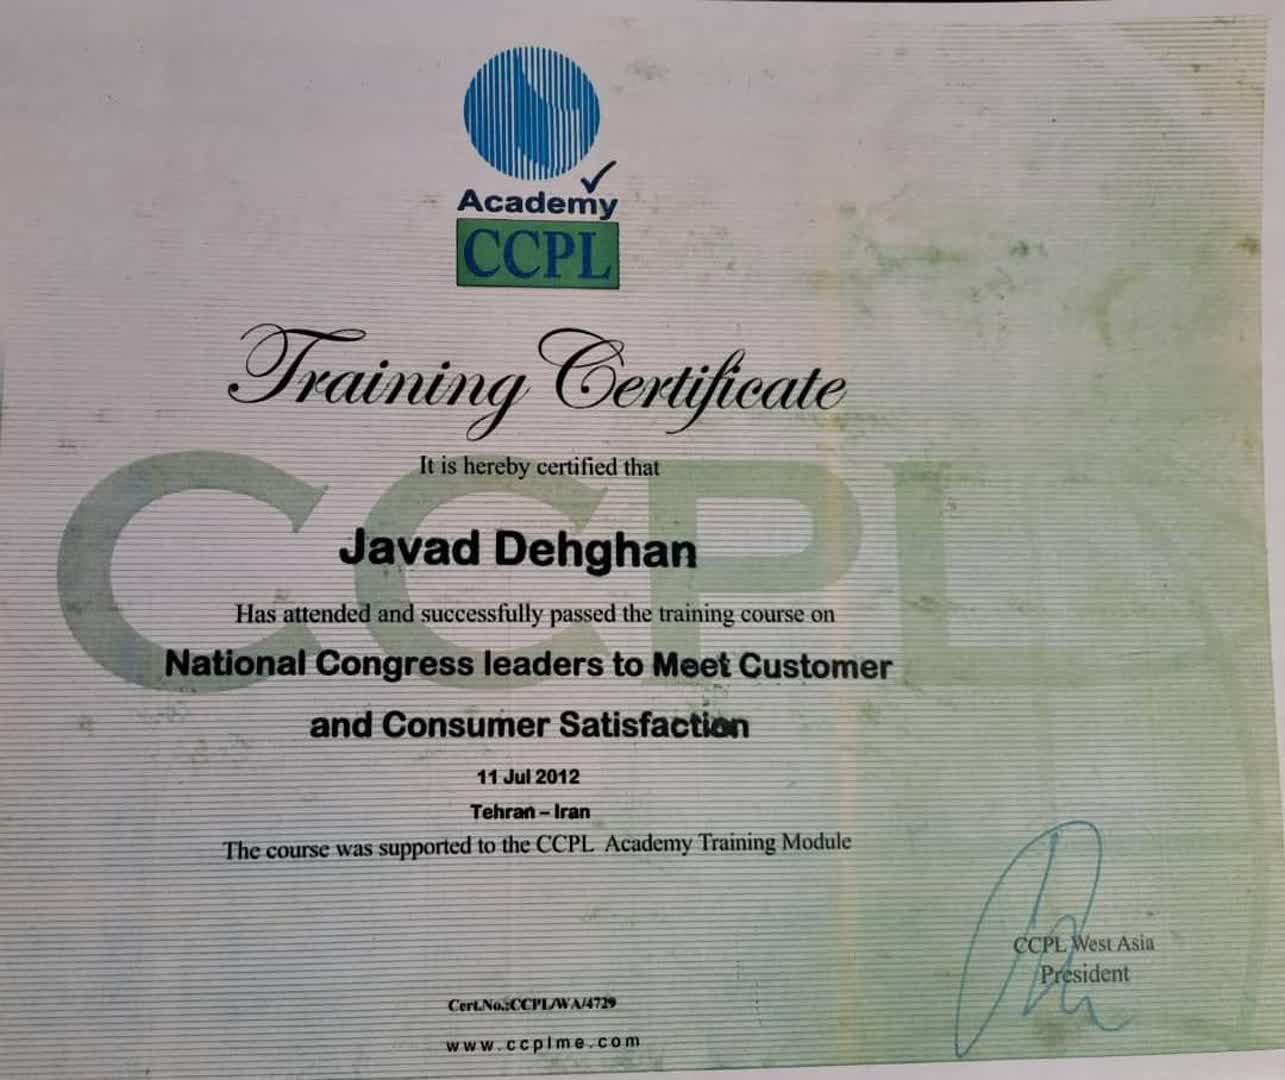 Academy
CCPL
Training Certificate
It is hereby certified that
Javad Dehghan
Has attended and successfully passed the training course on
National Congress leaders to Meet Customer
and Consumer Satisfaction
11 Jul 2012
Tehran – Iran
The course was supported to the CCPL Academy Training Module
CCPL West Asia
President
Cert.No.:CCPL/WA/4729
www.ccplme.com
CCPL